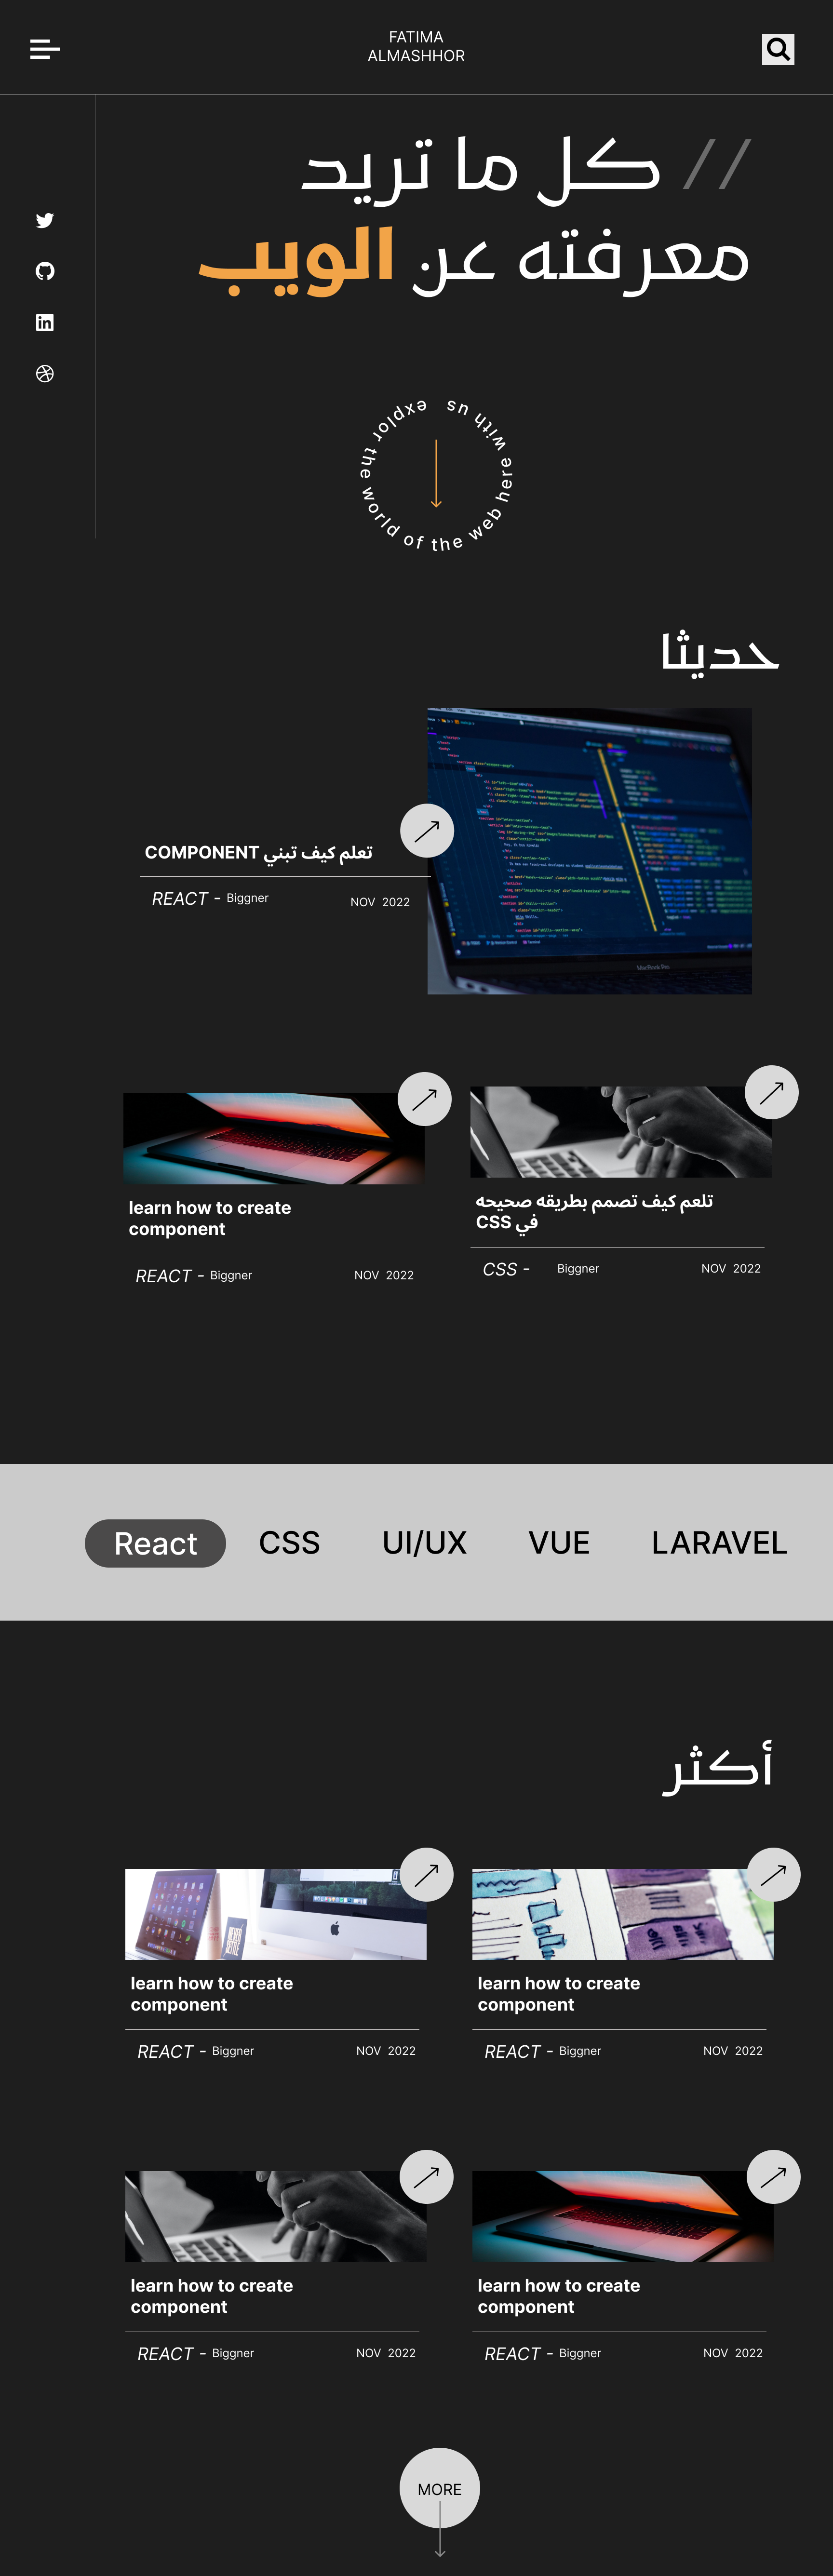 FATIMA
ALMASHHOR
// كل ما تريد
معرفته عن الويب
explor the world of the web here with us
حديثا
تعلم كيف تبني COMPONENT
REACT - Biggner
NOV 2022
learn how to create
component
REACT - Biggner
NOV 2022
تلعم كيف تصمم بطريقه صحيحه
في CSS
CSS - Biggner
NOV 2022
React CSS UI/UX VUE LARAVEL
أكثر
learn how to create
component
REACT - Biggner
NOV 2022
learn how to create
component
REACT - Biggner
NOV 2022
learn how to create
component
REACT - Biggner
NOV 2022
learn how to create
component
REACT - Biggner
NOV 2022
MORE